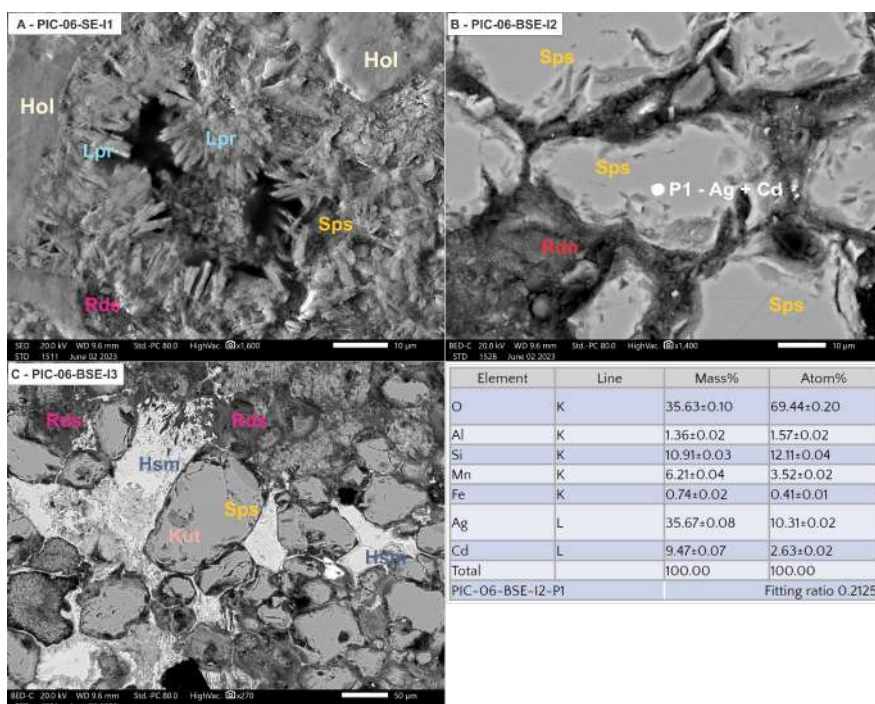 A - PIC-06-SE-I1
Hol
Hol
Lpr
Lpr
Sps
Rds
SEO 20.0 kV WD 9.6 mm Std.-PC 80.0 HighVac. x1,600 10 µm
STD 1511 June 02 2023
B - PIC-06-BSE-I2
Sps
Sps
P1 - Ag + Cd
Rdn
Sps
BED-C 20.0 kV WD 9.6 mm Std.-PC 80.0 HighVac. x1,400 10 µm
STD 1528 June 02 2023
C - PIC-06-BSE-I3
Rds
Rds
Hsm
Sps
Kut
Hsm
BED-C 20.0 kV WD 9.6 mm Std.-PC 80.0 HighVac. x270 50 µm
Element Line Mass% Atom%
O K 35.63±0.10 69.44±0.20
Al K 1.36±0.02 1.57±0.02
Si K 10.91±0.03 12.11±0.04
Mn K 6.21±0.04 3.52±0.02
Fe K 0.74±0.02 0.41±0.01
Ag L 35.67±0.08 10.31±0.02
Cd L 9.47±0.07 2.63±0.02
Total 100.00 100.00
PIC-06-BSE-I2-P1 Fitting ratio 0.2125